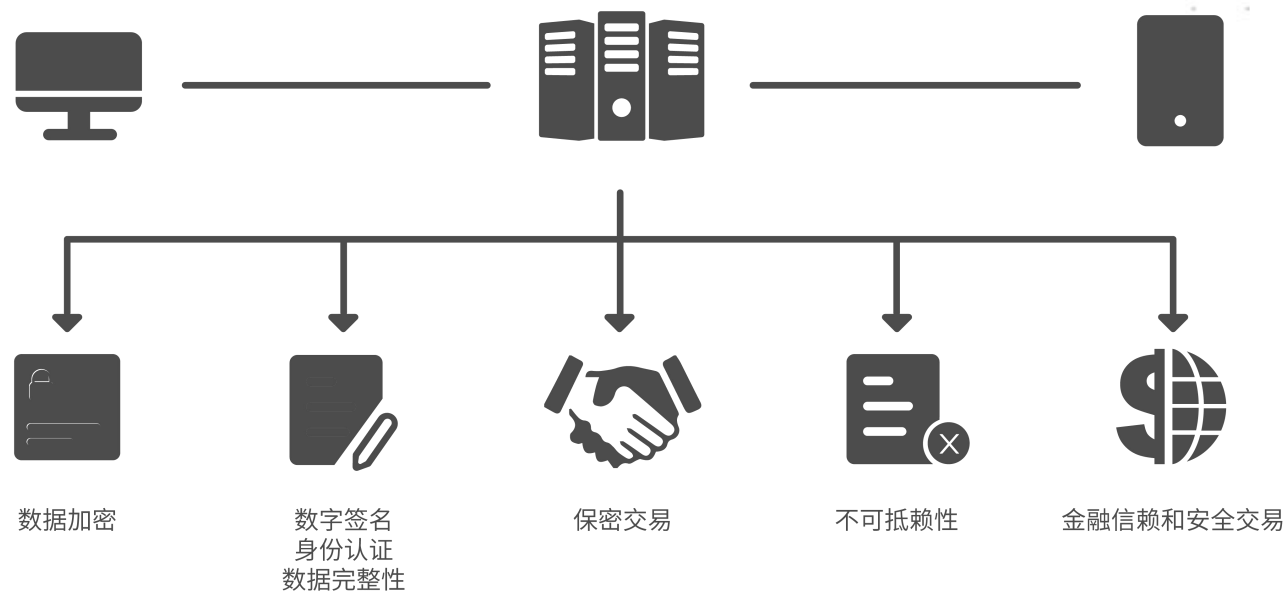 X
数据加密
数字签名
身份认证
数据完整性
保密交易
不可抵赖性
金融信赖和安全交易